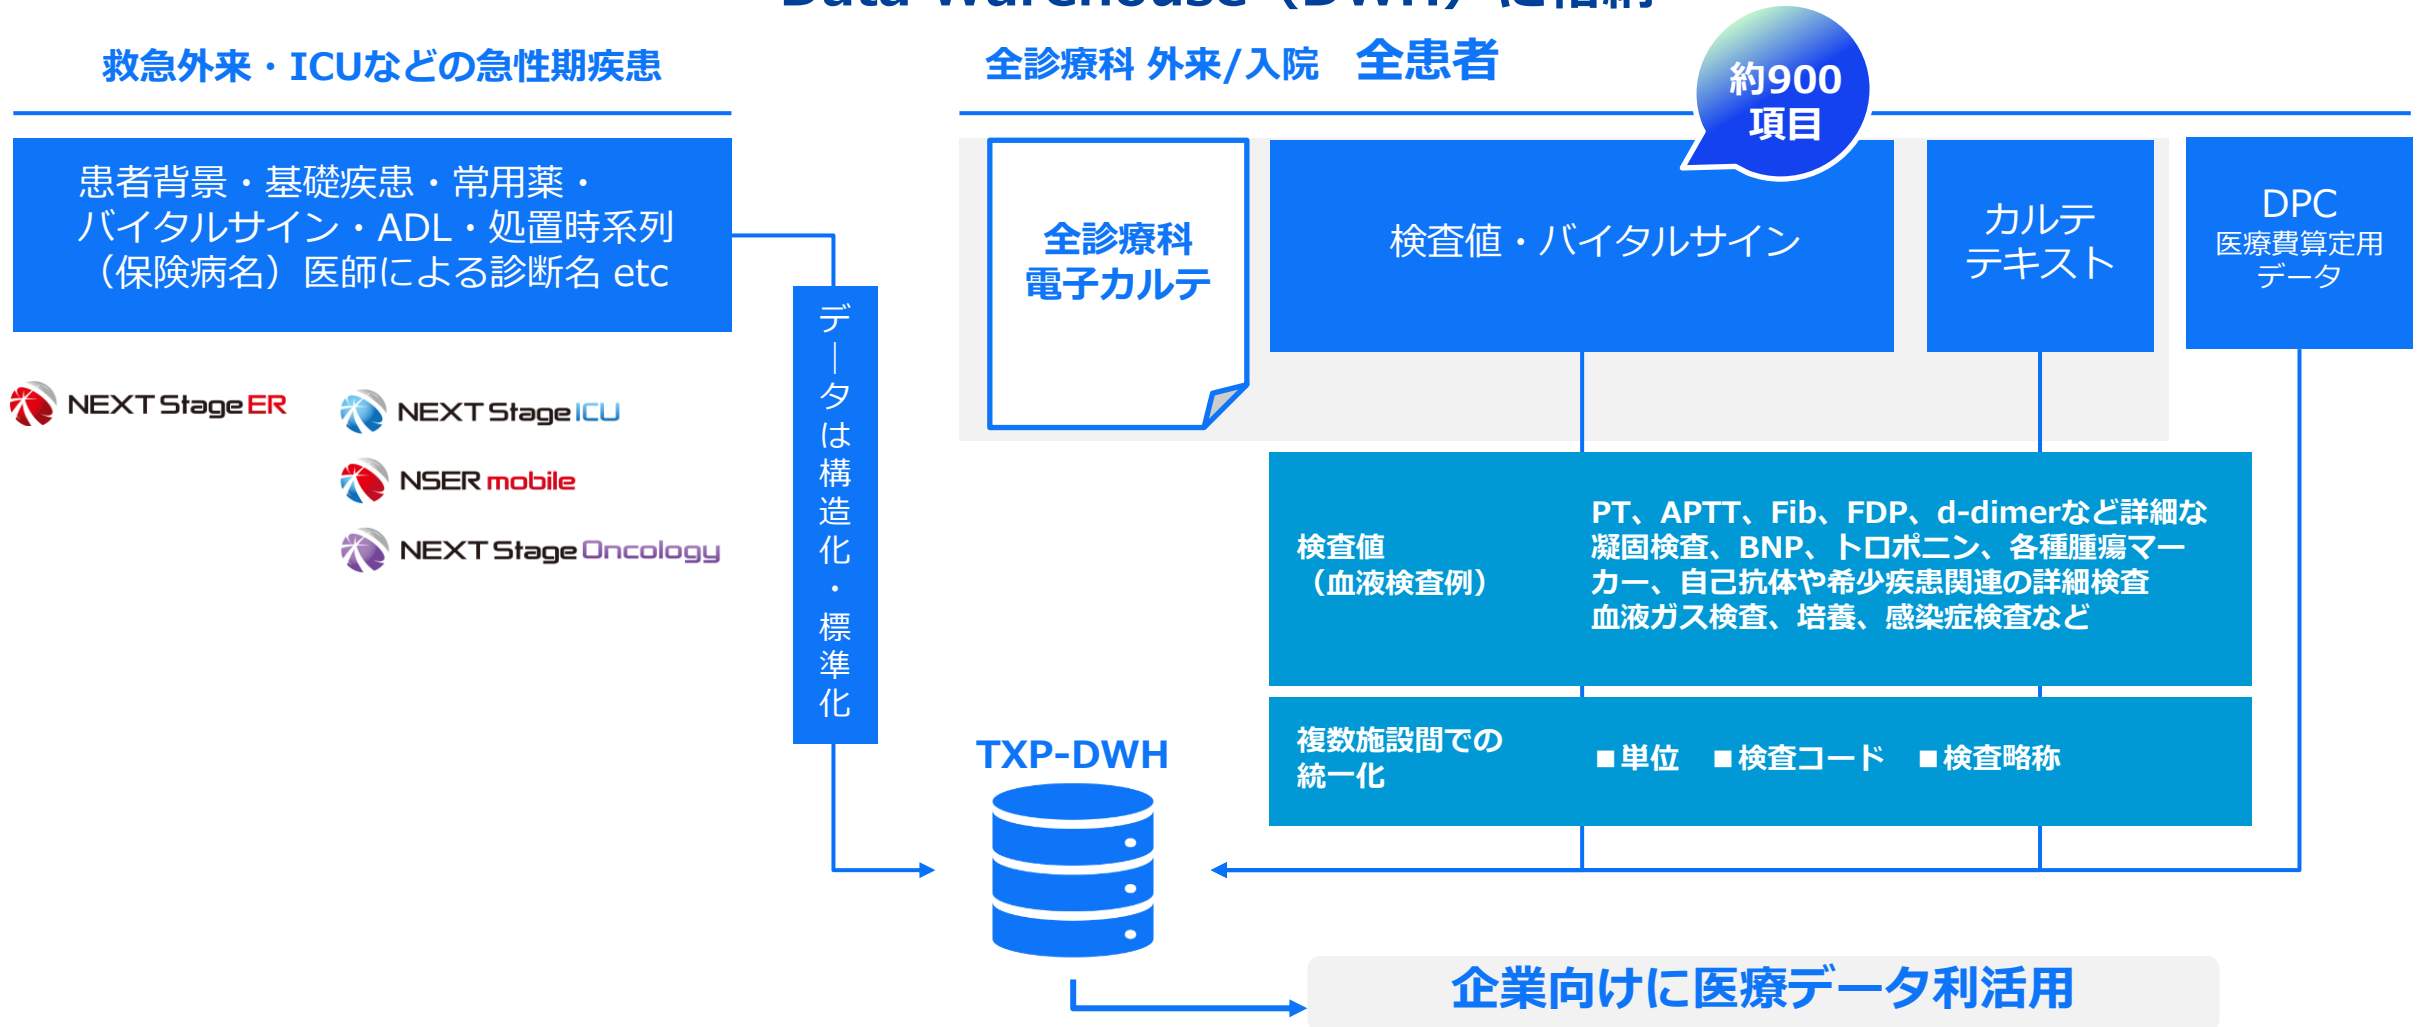 Data Warehouse（DWH）に格納
救急外来・ICUなどの急性期疾患
全診療科 外来/入院　全患者
約900
項目
患者背景・基礎疾患・常用薬・
バイタルサイン・ADL・処置時系列
（保険病名）医師による診断名 etc
NEXT Stage ER
NEXT Stage ICU
NSER mobile
NEXT Stage Oncology
データは構造化・標準化
全診療科
電子カルテ
検査値・バイタルサイン
カルテ
テキスト
DPC
医療費算定用
データ
検査値
（血液検査例）
PT、APTT、Fib、FDP、d-dimerなど詳細な
凝固検査、BNP、トロポニン、各種腫瘍マー
カー、自己抗体や希少疾患関連の詳細検査
血液ガス検査、培養、感染症検査など
複数施設間での
統一化
■単位　■検査コード　■検査略称
TXP-DWH
企業向けに医療データ利活用